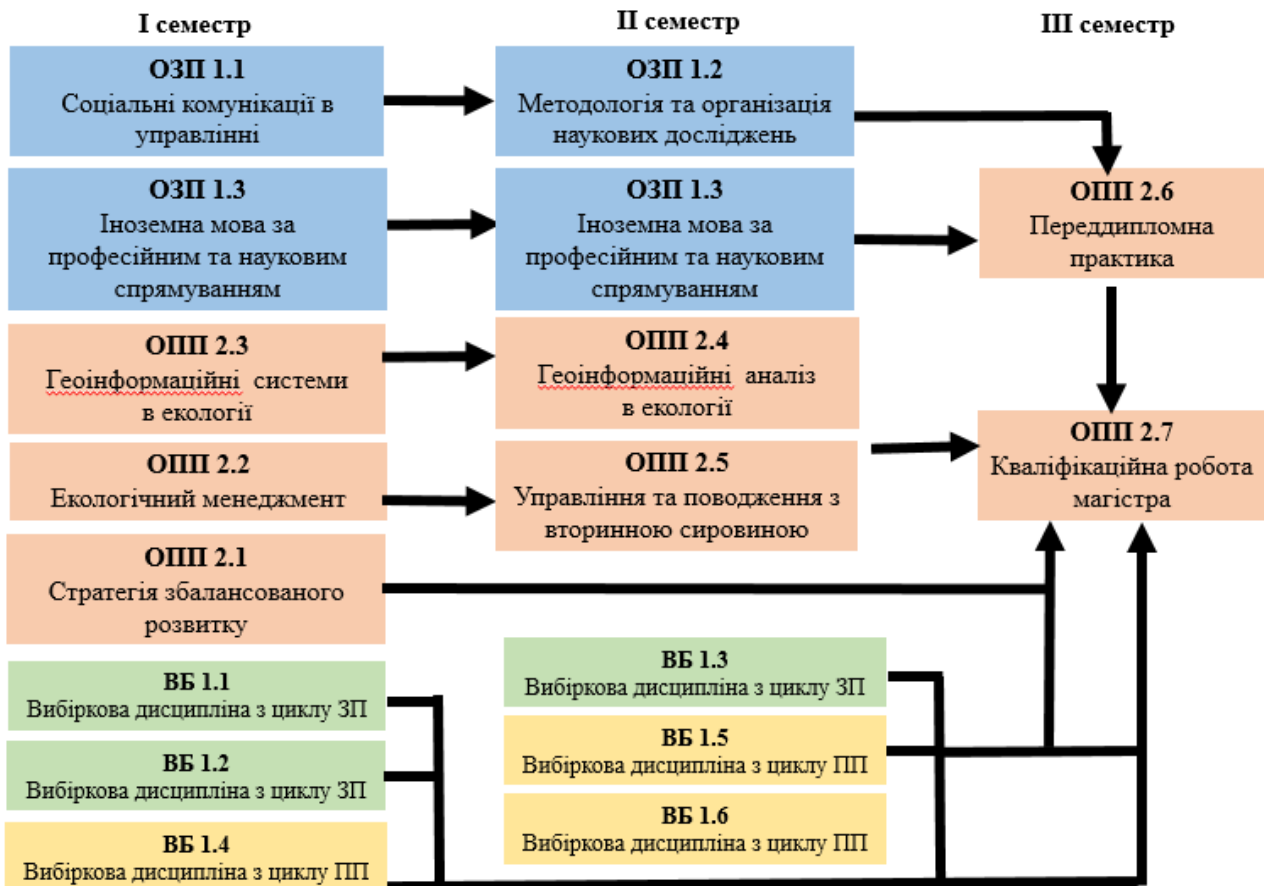 І семестр
ІІ семестр
ІІІ семестр
ОЗП 1.1
Соціальні комунікації в
управлінні
ОЗП 1.2
Методологія та організація
наукових досліджень
ОЗП 1.3
Іноземна мова за
професійним та науковим
спрямуванням
ОЗП 1.3
Іноземна мова за
професійним та науковим
спрямуванням
ОПП 2.6
Переддипломна
практика
ОПП 2.3
Геоінформаційні системи
в екології
ОПП 2.4
Геоінформаційні аналіз
в екології
ОПП 2.2
Екологічний менеджмент
ОПП 2.5
Управління та поводження з
вторинною сировиною
ОПП 2.7
Кваліфікаційна робота
магістра
ОПП 2.1
Стратегія збалансованого
розвитку
ВБ 1.1
Вибіркова дисципліна з циклу ЗП
ВБ 1.3
Вибіркова дисципліна з циклу ЗП
ВБ 1.2
Вибіркова дисципліна з циклу ЗП
ВБ 1.5
Вибіркова дисципліна з циклу ПП
ВБ 1.4
Вибіркова дисципліна з циклу ПП
ВБ 1.6
Вибіркова дисципліна з циклу ПП